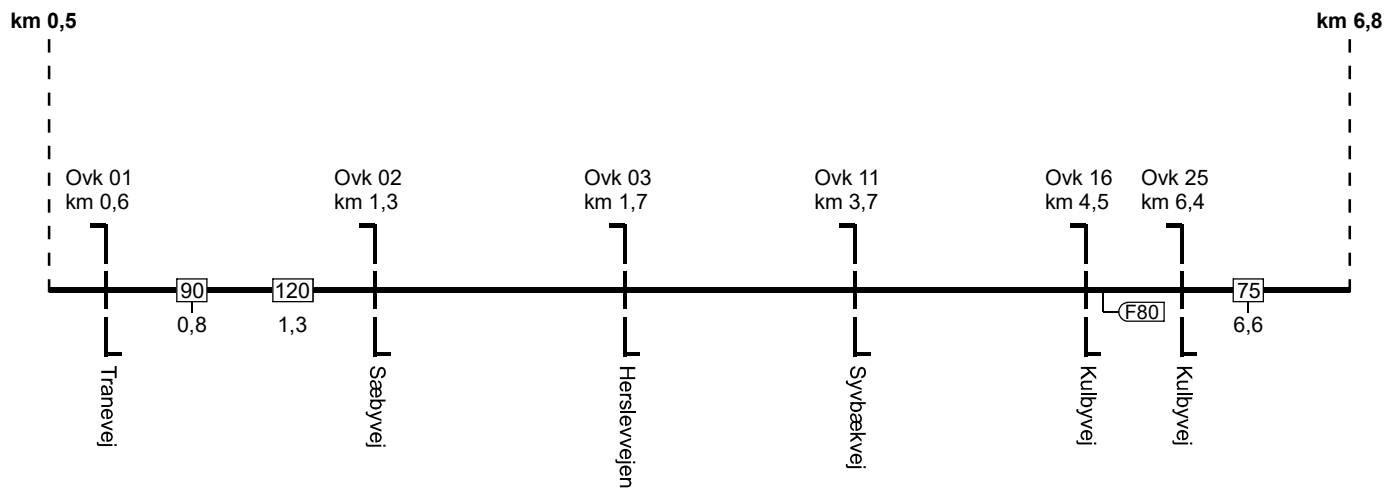 km 0,5
km 6,8
Ovk 01
km 0,6
Ovk 02
km 1,3
Ovk 03
km 1,7
Ovk 11
km 3,7
Ovk 16
km 4,5
Ovk 25
km 6,4
90
0,8
120
1,3
F80
75
6,6
Tranevej
Sæbyvej
Herslevvejen
Syvbækvej
Kulbyvej
Kulbyvej